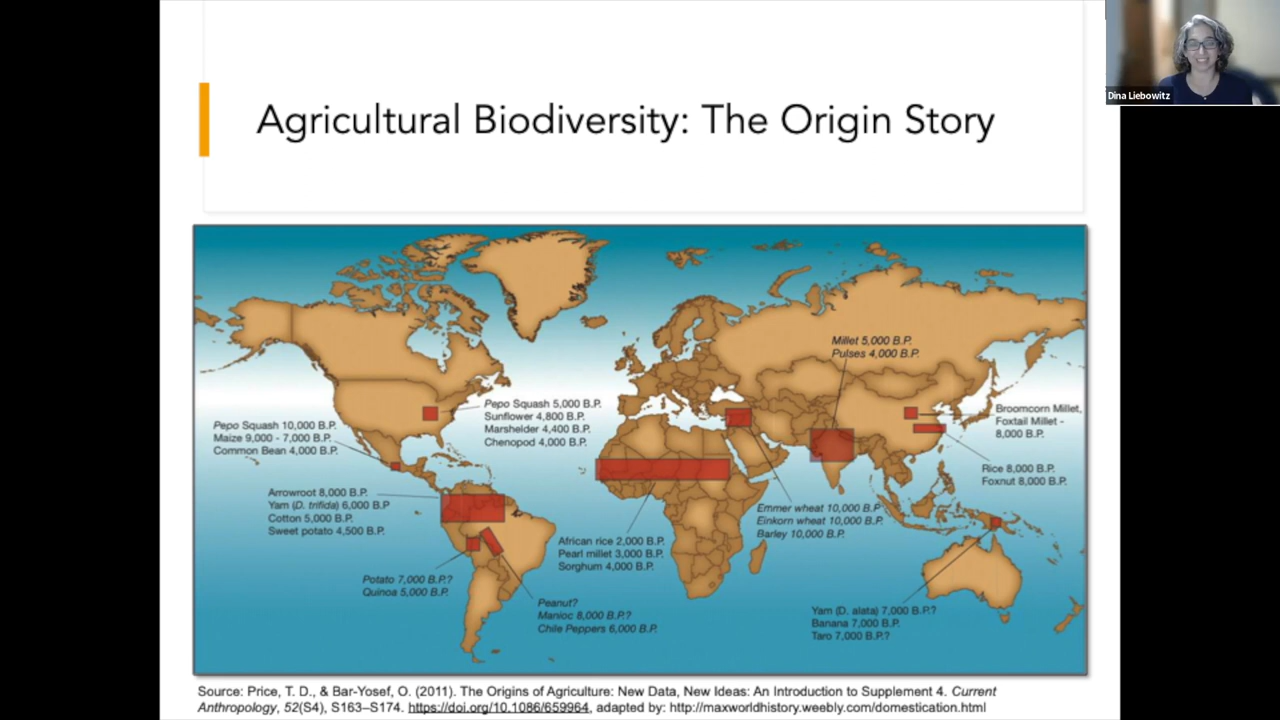 Dina Liebowitz
Agricultural Biodiversity: The Origin Story
Millet 5,000 B.P.
Pulses 4,000 B.P.
Pepo Squash 5,000 B.P.
Sunflower 4,800 B.P.
Marshelder 4,400 B.P.
Chenopod 4,000 B.P.
Broomcorn Millet,
Foxtail Millet -
8,000 B.P.
Pepo Squash 10,000 B.P.
Maize 9,000 - 7,000 B.P.
Common Bean 4,000 B.P.
Rice 8,000 B.P.
Foxnut 8,000 B.P.
Arrowroot 8,000 B.P.
Yam (D. trifida) 6,000 B.P
Cotton 5,000 B.P.
Sweet potato 4,500 B.P.
Emmer wheat 10,000 B.P
Einkorn wheat 10,000 B.P.
Barley 10,000 B.P.
African rice 2,000 B.P.
Pearl millet 3,000 B.P.
Sorghum 4,000 B.P.
Potato 7,000 B.P.?
Quinoa 5,000 B.P.
Peanut?
Manioc 8,000 B.P.?
Chile Peppers 6,000 B.P.
Yam (D. alata) 7,000 B.P.?
Banana 7,000 B.P.
Taro 7,000 B.P.?
Source: Price, T. D., & Bar-Yosef, O. (2011). The Origins of Agriculture: New Data, New Ideas: An Introduction to Supplement 4. Current
Anthropology, 52(S4), S163–S174. https://doi.org/10.1086/659964, adapted by: http://maxworldhistory.weebly.com/domestication.html